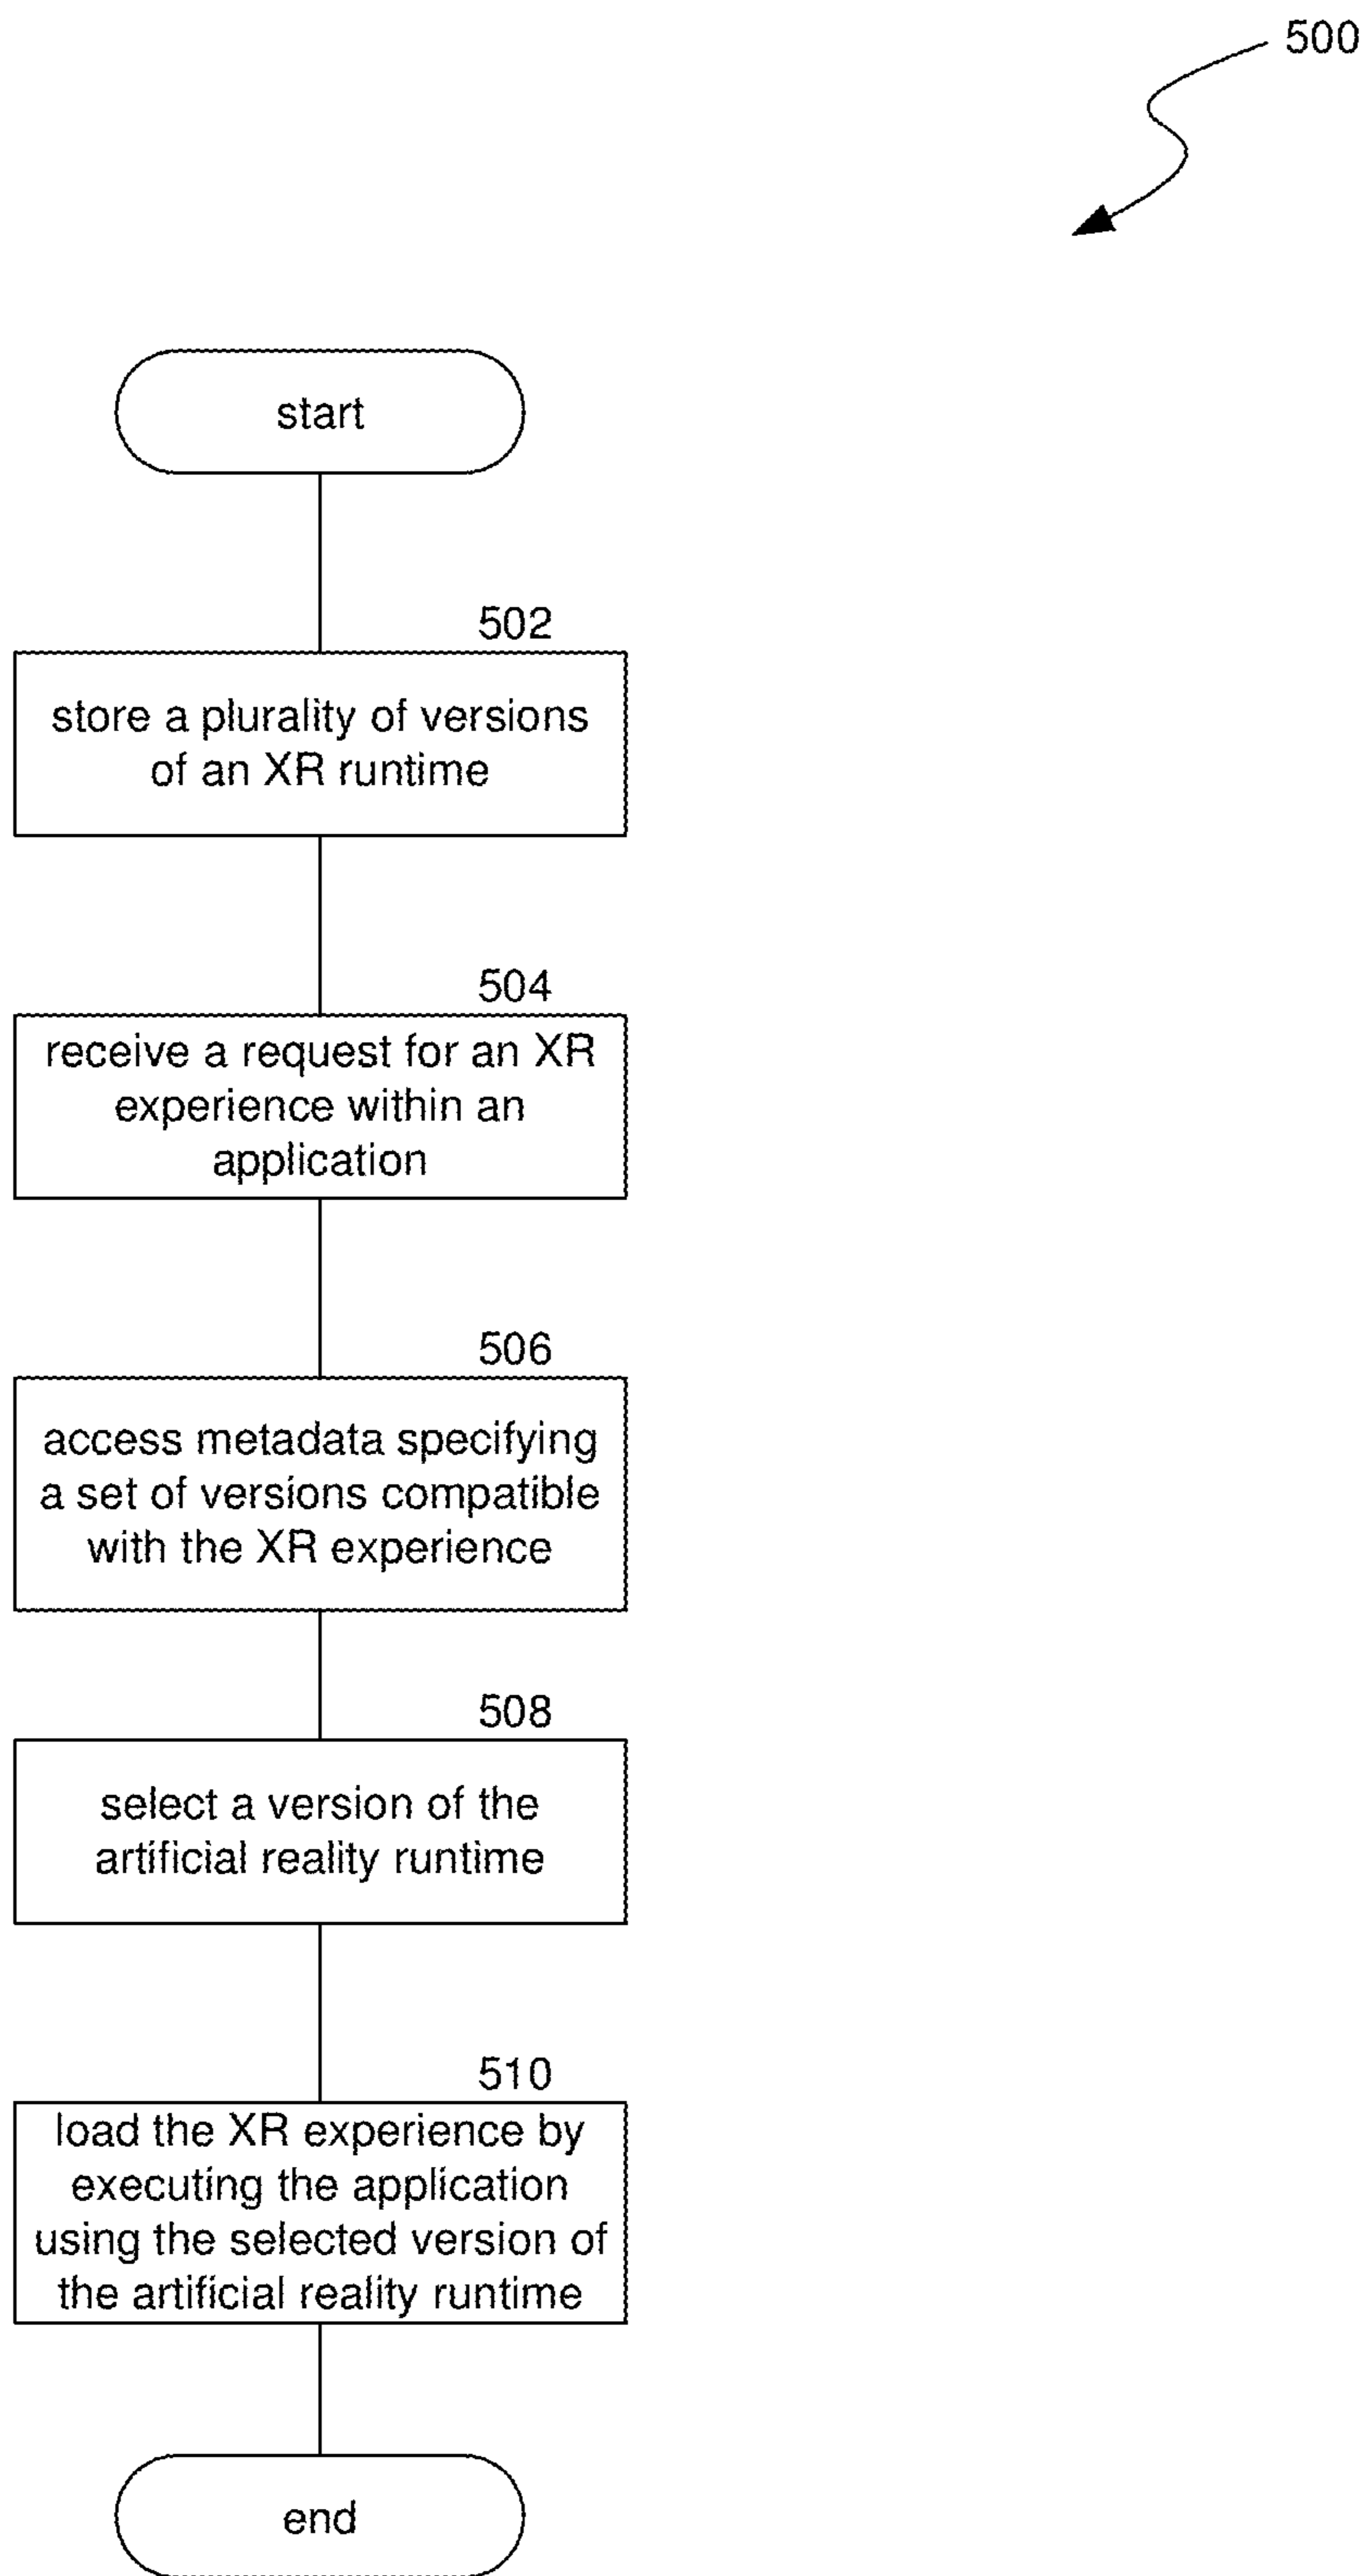 500
start
502
store a plurality of versions
of an XR runtime
504
receive a request for an XR
experience within an
application
506
access metadata specifying
a set of versions compatible
with the XR experience
508
select a version of the
artificial reality runtime
510
load the XR experience by
executing the application
using the selected version of
the artificial reality runtime
end